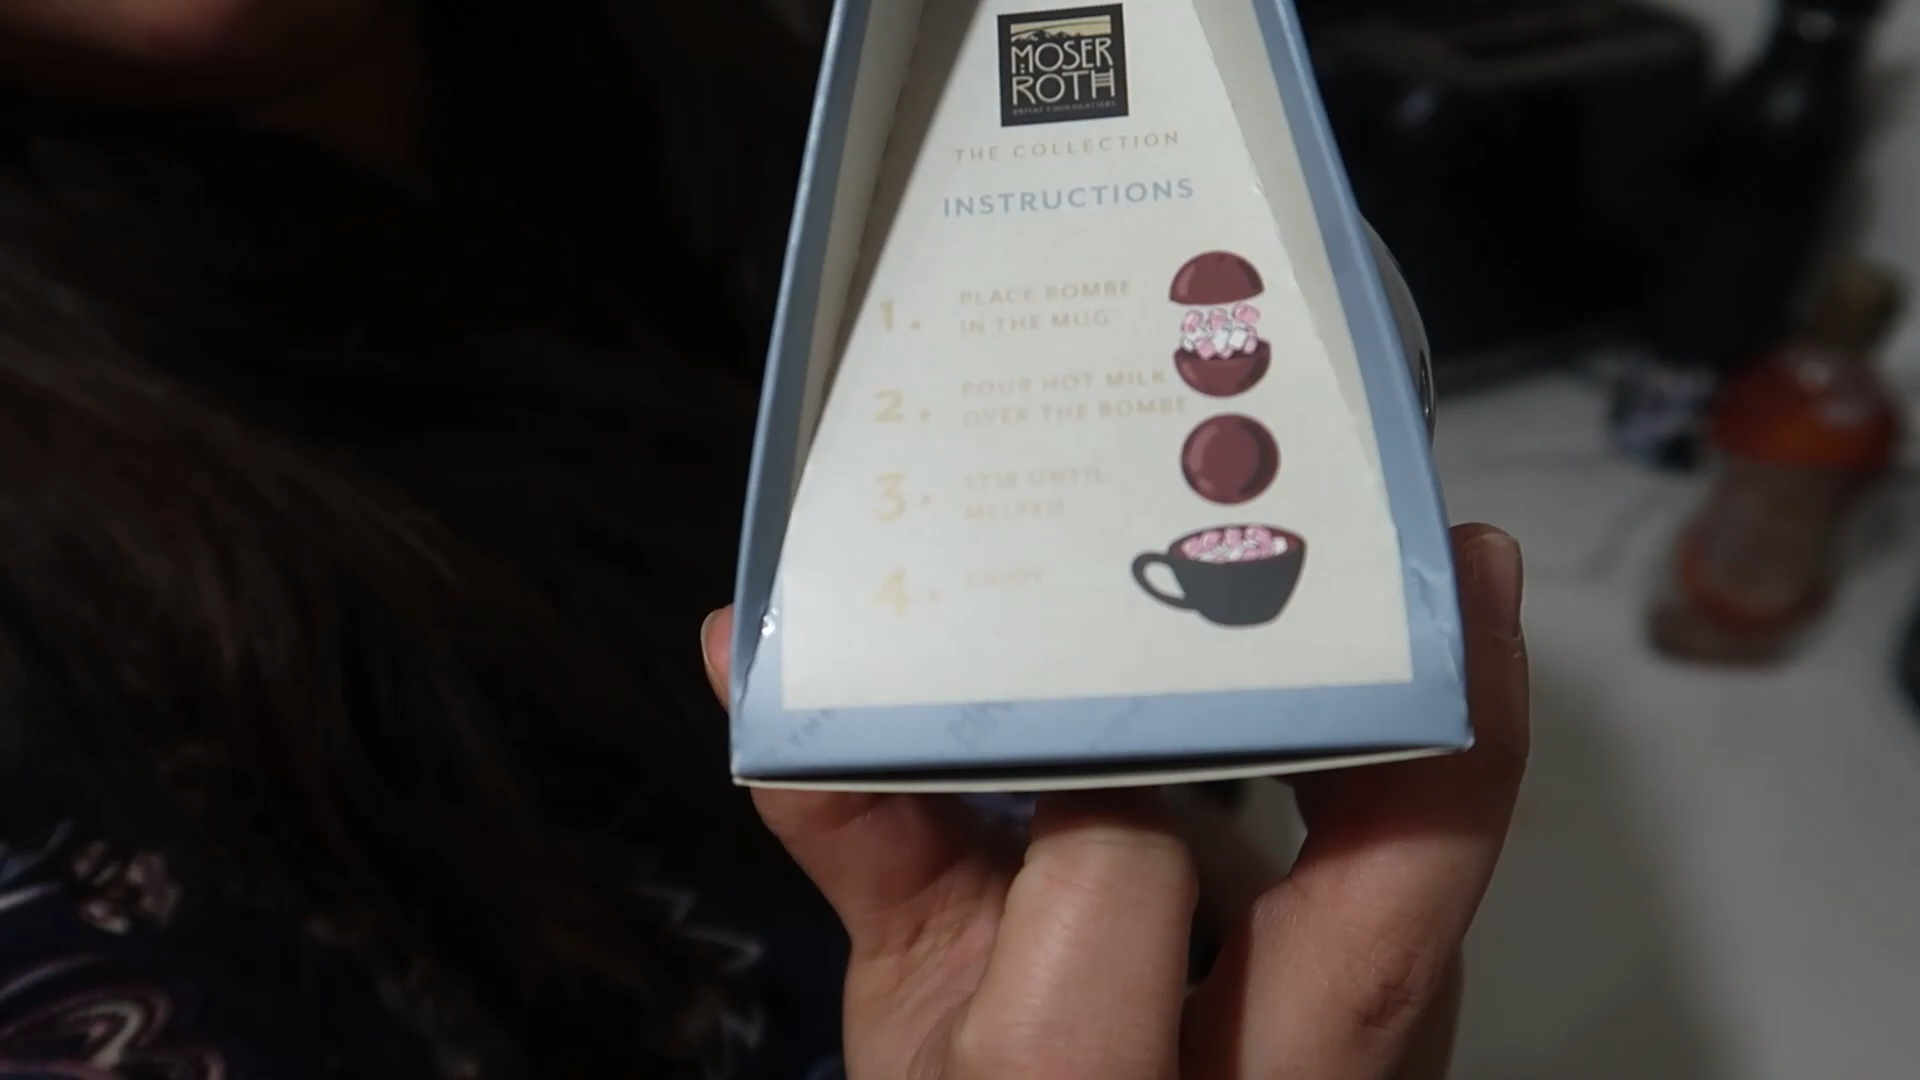 MOSER
ROTH
THE COLLECTION
INSTRUCTIONS
1. PLACE BOMBE
IN THE MUG
2. POUR HOT MILK
OVER THE BOMBE
3. STIR UNTIL
MELTED
4. ENJOY